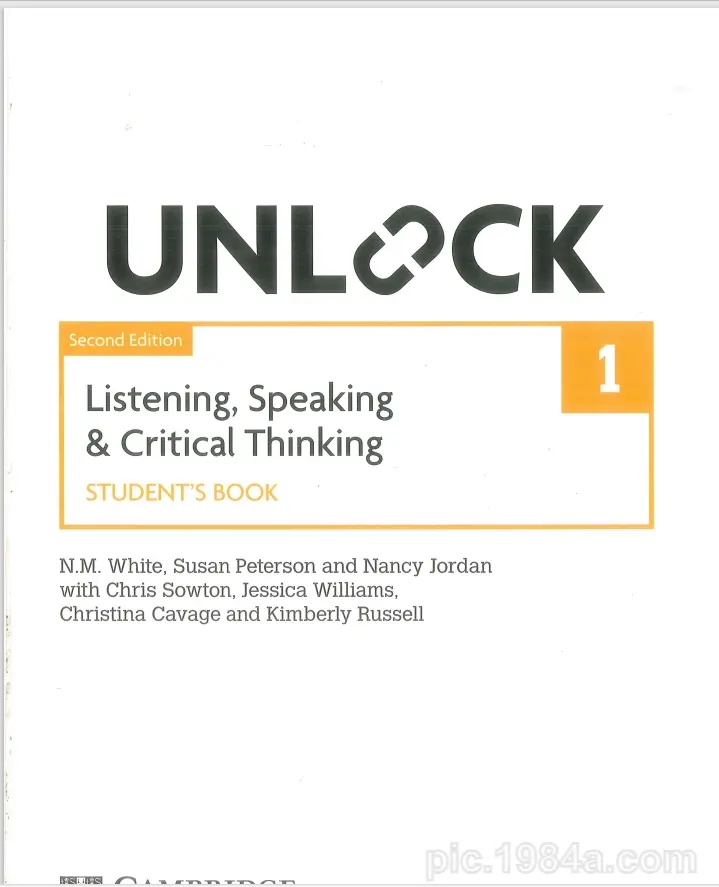 UNLOCK
Second Edition
1
Listening, Speaking
& Critical Thinking
STUDENT'S BOOK
N.M. White, Susan Peterson and Nancy Jordan
with Chris Sowton, Jessica Williams,
Christina Cavage and Kimberly Russell
CAMBRIDGE
pic.1984a.com